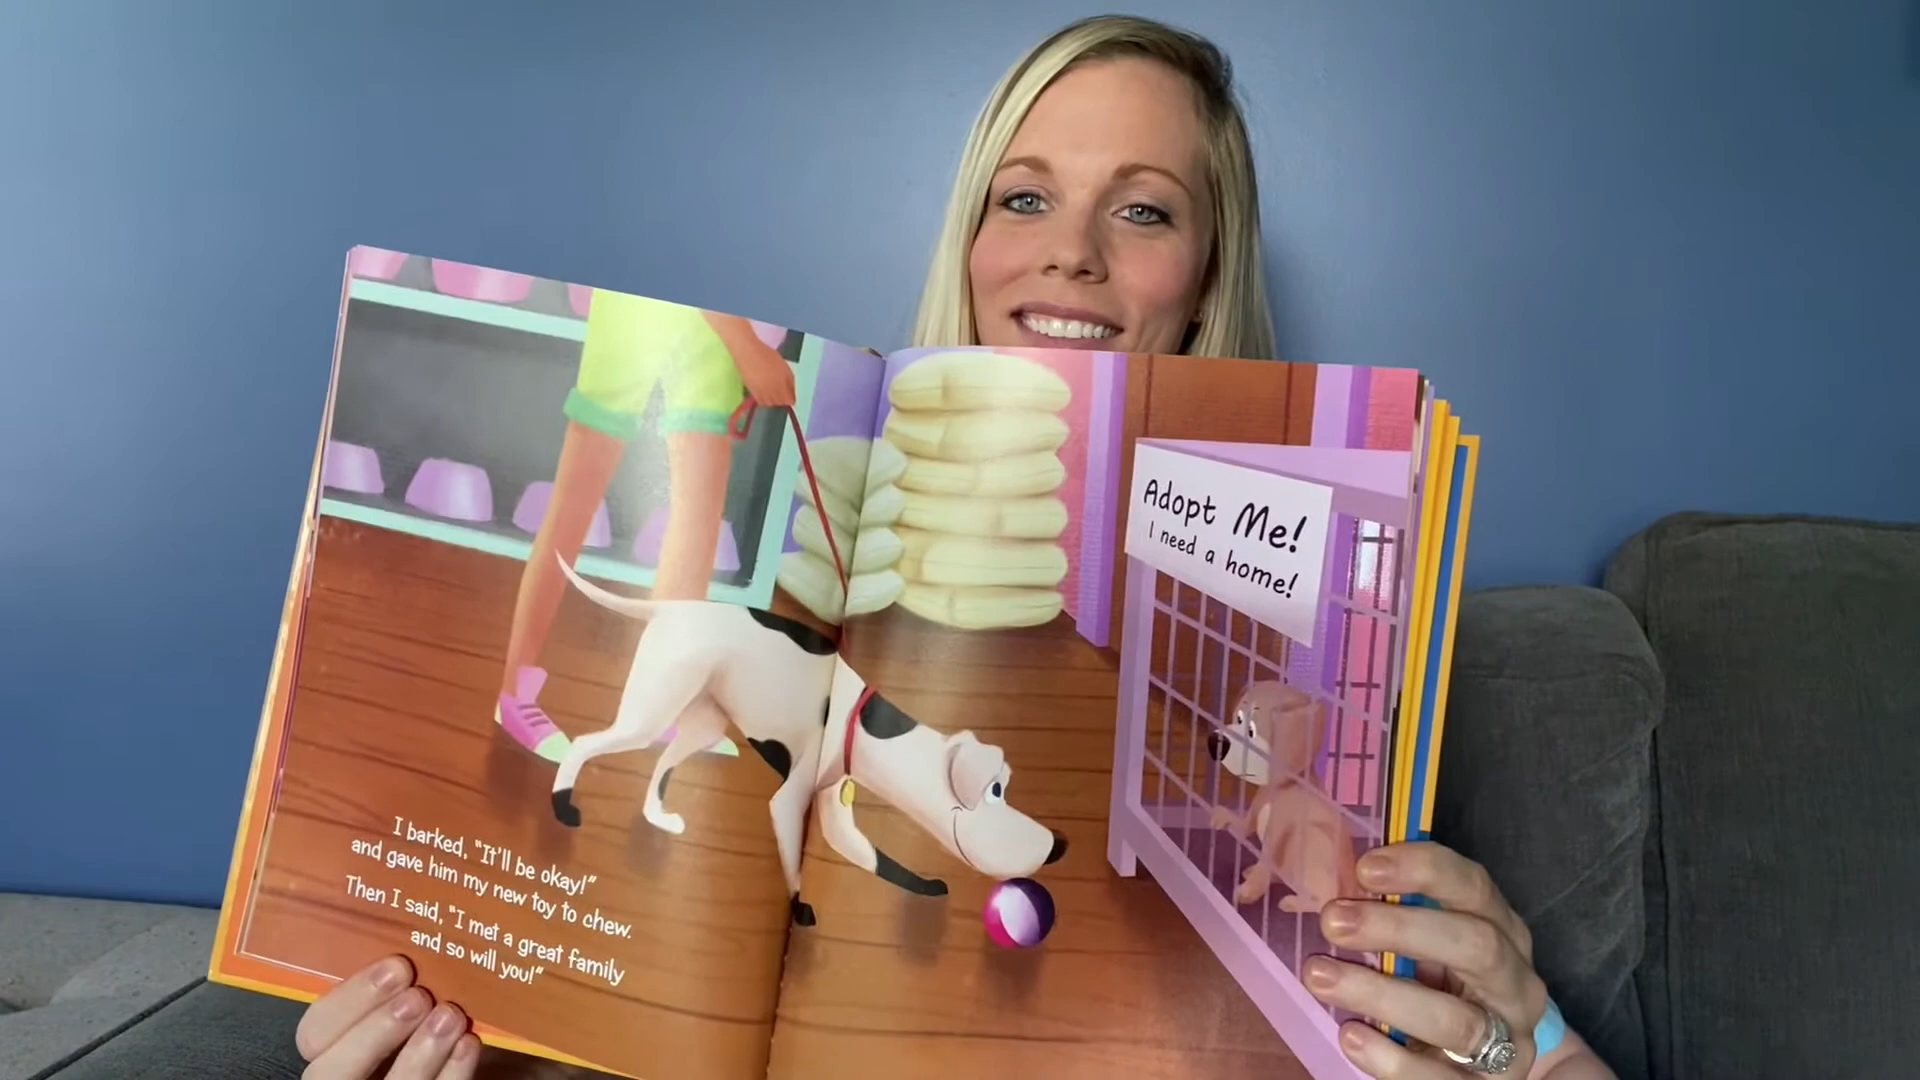 I barked, "It'll be okay!"
and gave him my new toy to chew.
Then I said, "I met a great family
and so will you!"
Adopt Me!
I need a home!